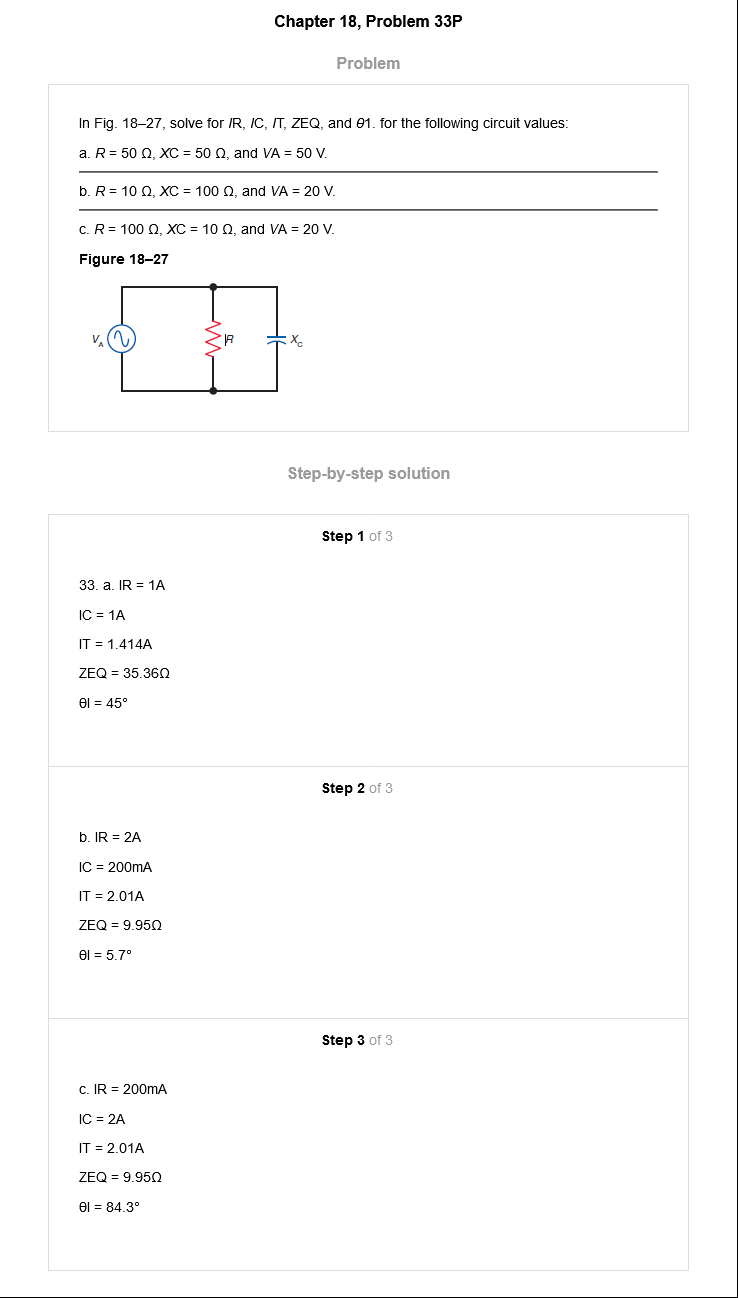 Chapter 18, Problem 33P
Problem
In Fig. 18–27, solve for IR, IC, IT, ZEQ, and θ1. for the following circuit values:
a. R = 50 Ω, XC = 50 Ω, and VA = 50 V.
b. R = 10 Ω, XC = 100 Ω, and VA = 20 V.
c. R = 100 Ω, XC = 10 Ω, and VA = 20 V.
Figure 18–27
VA R XC
Step-by-step solution
Step 1 of 3
33. a. IR = 1A
IC = 1A
IT = 1.414A
ZEQ = 35.36Ω
θI = 45°
Step 2 of 3
b. IR = 2A
IC = 200mA
IT = 2.01A
ZEQ = 9.95Ω
θI = 5.7°
Step 3 of 3
c. IR = 200mA
IC = 2A
IT = 2.01A
ZEQ = 9.95Ω
θI = 84.3°